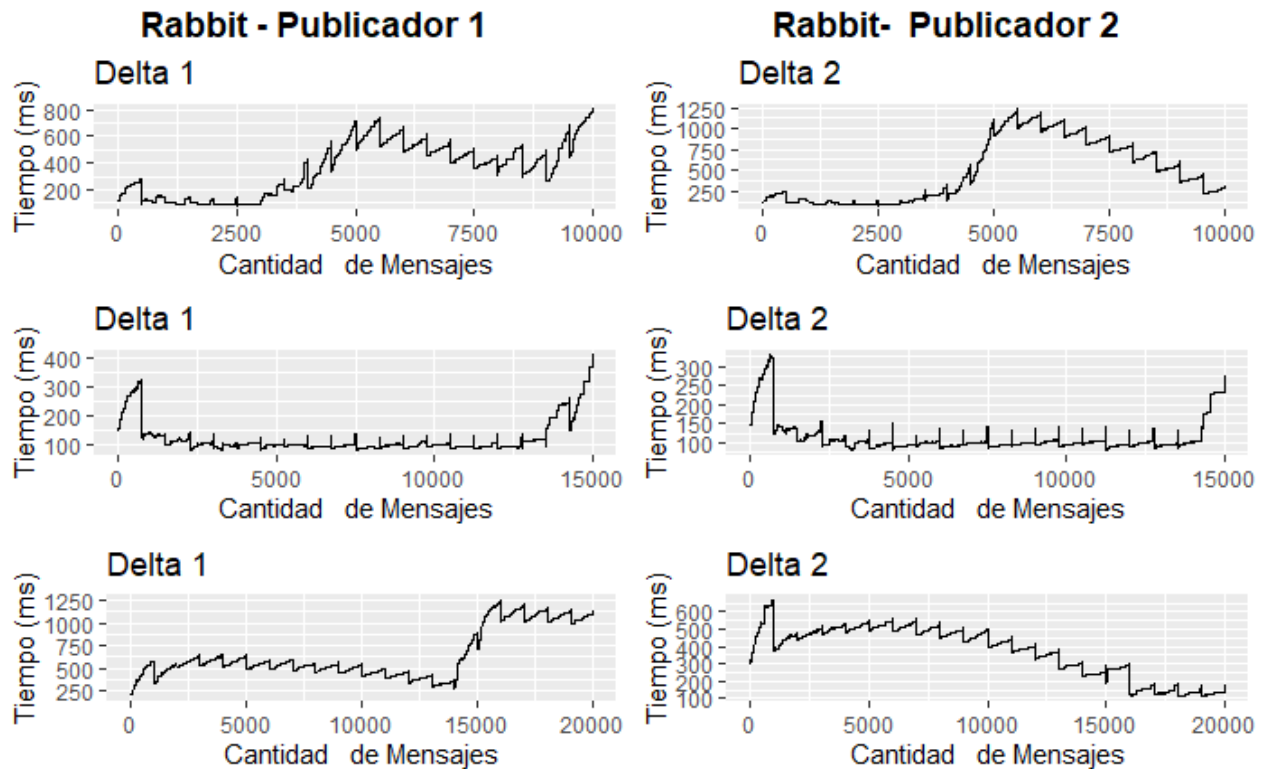 Rabbit - Publicador 1
Rabbit-  Publicador 2
Delta 1
Tiempo (ms)
800
600
400
200
0 2500 5000 7500 10000
Cantidad   de Mensajes
Delta 2
Tiempo (ms)
1250
1000
750
500
250
0 2500 5000 7500 10000
Cantidad   de Mensajes
Delta 1
Tiempo (ms)
400
300
200
100
0 5000 10000 15000
Cantidad   de Mensajes
Delta 2
Tiempo (ms)
300
250
200
150
100
0 5000 10000 15000
Cantidad   de Mensajes
Delta 1
Tiempo (ms)
1250
1000
750
500
250
0 5000 10000 15000 20000
Cantidad   de Mensajes
Delta 2
Tiempo (ms)
600
500
400
300
200
100
0 5000 10000 15000 20000
Cantidad   de Mensajes